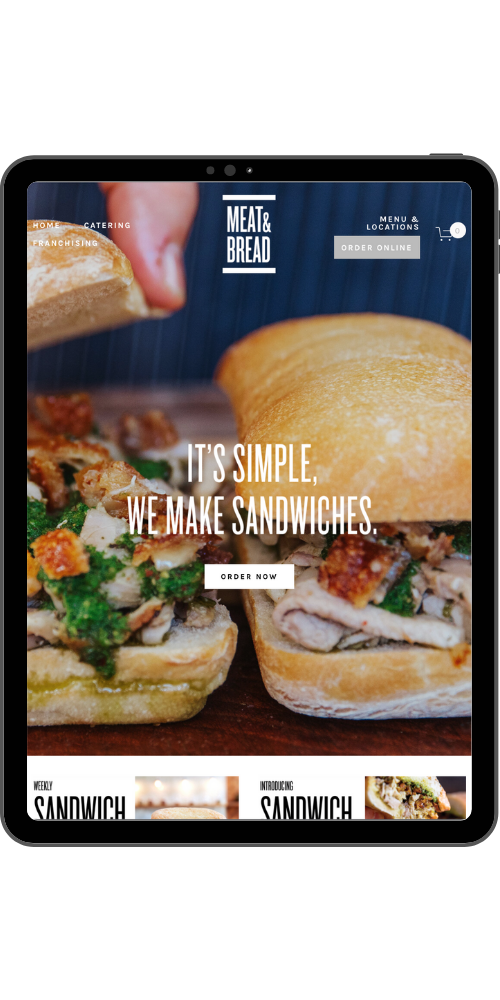 HOME CATERING
FRANCHISING
MEAT&
BREAD
MENU &
LOCATIONS
ORDER ONLINE
0
IT'S SIMPLE,
WE MAKE SANDWICHES.
ORDER NOW
WEEKLY
SANDWICH
INTRODUCING
SANDWICH